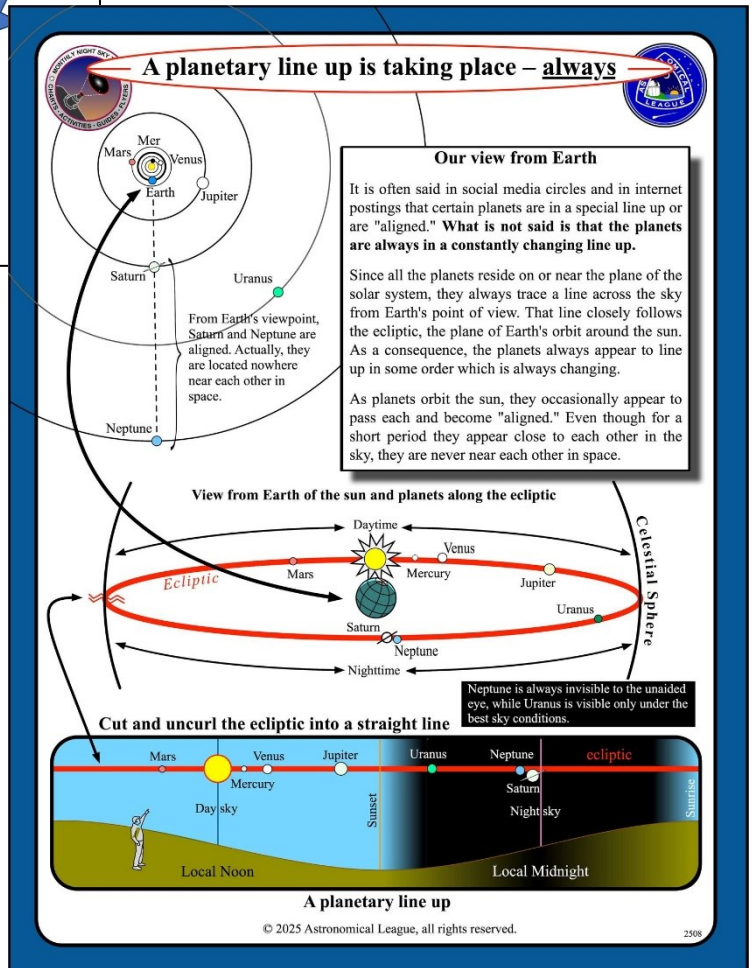 A planetary line up is taking place – always
MONTHLY NIGHT SKY
CHARTS - ACTIVITIES - GUIDES - FLYERS
LEAGUE
Mer
Mars
Venus
Earth
Jupiter
Saturn
Uranus
From Earth's viewpoint,
Saturn and Neptune are
aligned. Actually, they
are located nowhere
near each other in
space.
Neptune
Our view from Earth
It is often said in social media circles and in internet
postings that certain planets are in a special line up or
are "aligned." What is not said is that the planets
are always in a constantly changing line up.
Since all the planets reside on or near the plane of the
solar system, they always trace a line across the sky
from Earth's point of view. That line closely follows
the ecliptic, the plane of Earth's orbit around the sun.
As a consequence, the planets always appear to line
up in some order which is always changing.
As planets orbit the sun, they occasionally appear to
pass each and become "aligned." Even though for a
short period they appear close to each other in the
sky, they are never near each other in space.
View from Earth of the sun and planets along the ecliptic
Daytime
Venus
Mars
Mercury
Jupiter
Ecliptic
Celestial Sphere
Uranus
Saturn
Neptune
Nighttime
Neptune is always invisible to the unaided
eye, while Uranus is visible only under the
best sky conditions.
Cut and uncurl the ecliptic into a straight line
Mars
Venus
Jupiter
Uranus
Neptune
ecliptic
Mercury
Saturn
Day sky
Sunset
Night sky
Sunrise
Local Noon
Local Midnight
A planetary line up
© 2025 Astronomical League, all rights reserved.
2508